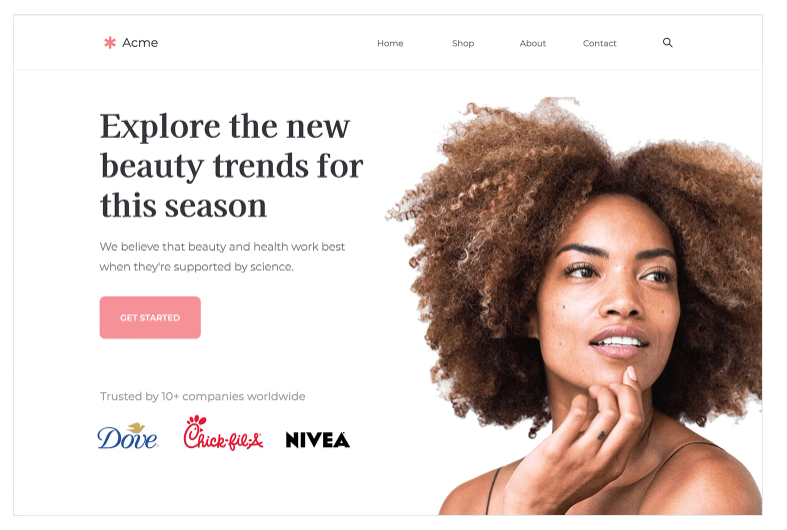 Acme
Home Shop About Contact
Explore the new
beauty trends for
this season
We believe that beauty and health work best
when they're supported by science.
GET STARTED
Trusted by 10+ companies worldwide
Dove Chick-fil-A NIVEA